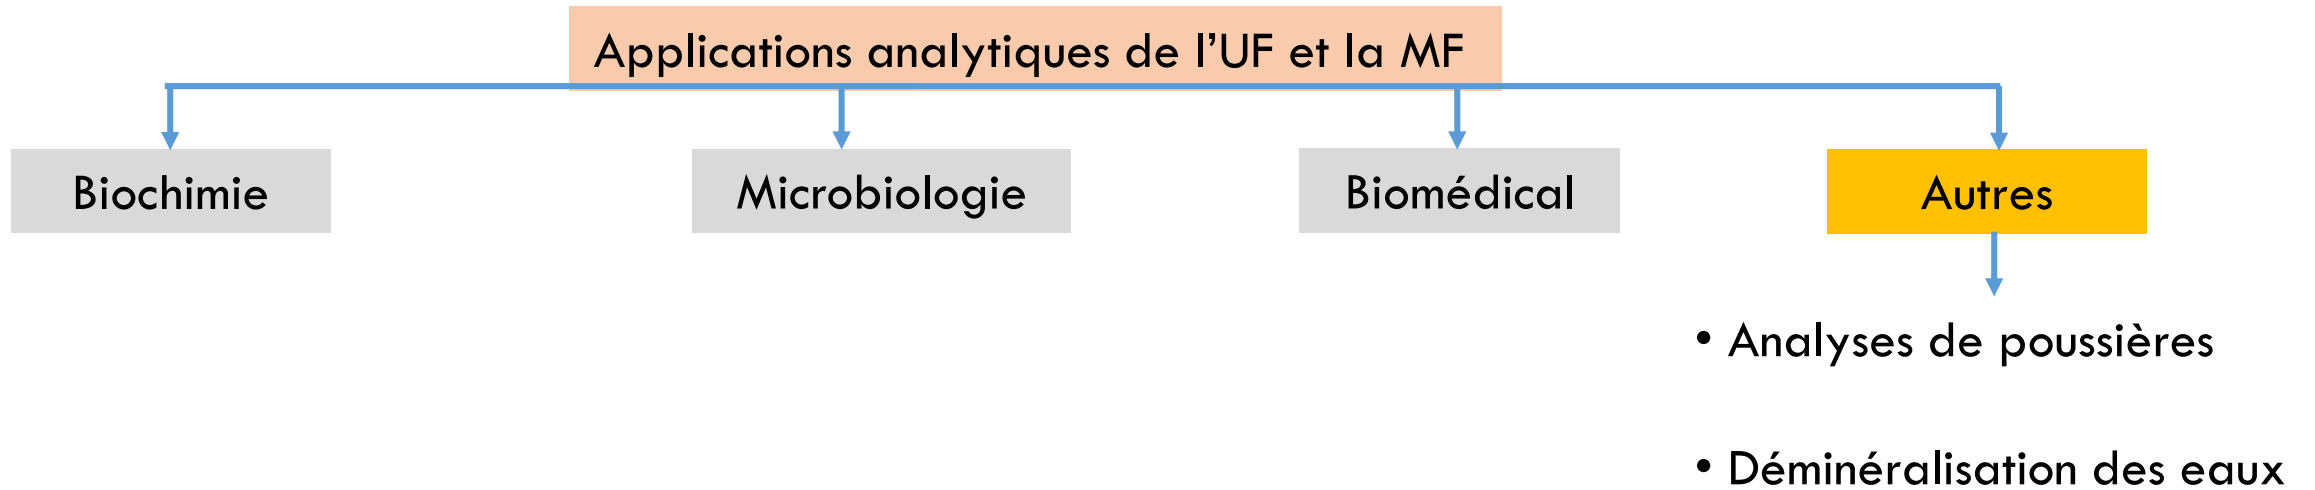 Applications analytiques de l’UF et la MF
Biochimie
Microbiologie
Biomédical
Autres
• Analyses de poussières
• Déminéralisation des eaux